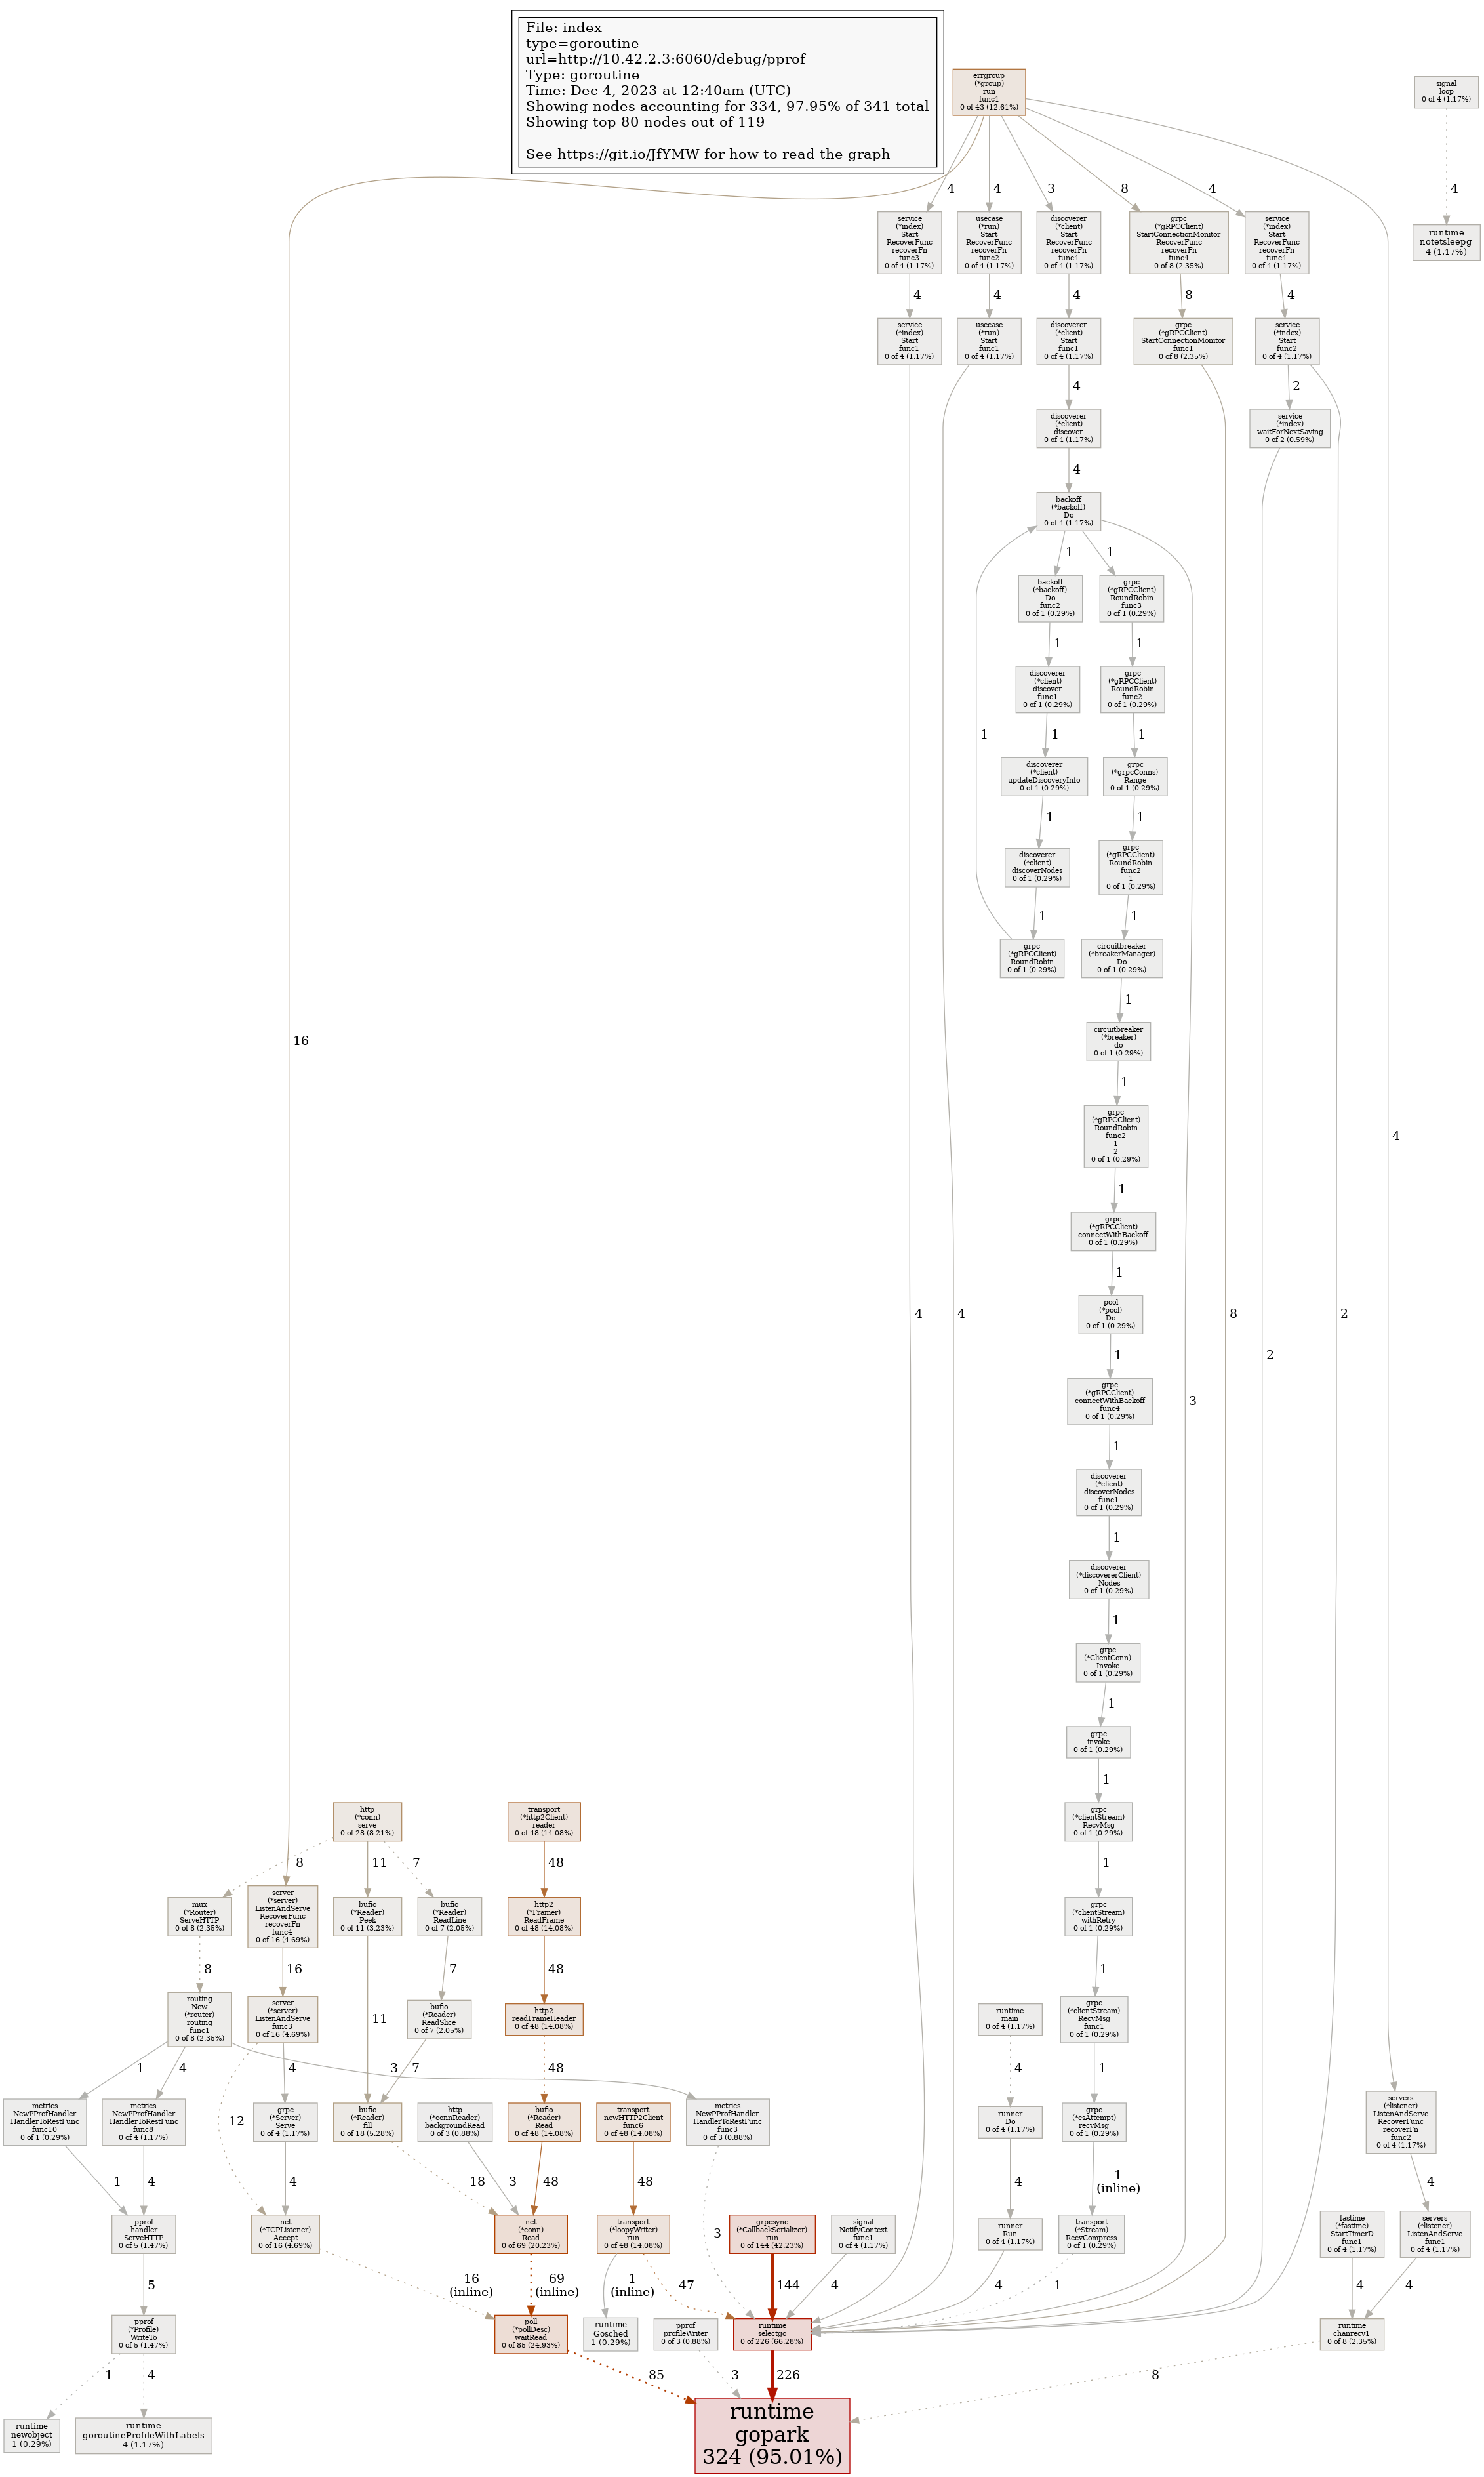 File: index
type=goroutine
url=http://10.42.2.3:6060/debug/pprof
Type: goroutine
Time: Dec 4, 2023 at 12:40am (UTC)
Showing nodes accounting for 334, 97.95% of 341 total
Showing top 80 nodes out of 119
See https://git.io/JfYMW for how to read the graph
errgroup
(*group)
run
func1
0 of 43 (12.61%)
signal
loop
0 of 4 (1.17%)
4
4
3
8
4
4
service
(*index)
Start
RecoverFunc
recoverFn
func3
0 of 4 (1.17%)
usecase
(*run)
Start
RecoverFunc
recoverFn
func2
0 of 4 (1.17%)
discoverer
(*client)
Start
RecoverFunc
recoverFn
func4
0 of 4 (1.17%)
grpc
(*gRPCClient)
StartConnectionMonitor
RecoverFunc
recoverFn
func4
0 of 8 (2.35%)
service
(*index)
Start
RecoverFunc
recoverFn
func4
0 of 4 (1.17%)
runtime
notetsleepg
4 (1.17%)
4
4
4
8
4
service
(*index)
Start
func1
0 of 4 (1.17%)
usecase
(*run)
Start
func1
0 of 4 (1.17%)
discoverer
(*client)
Start
func1
0 of 4 (1.17%)
grpc
(*gRPCClient)
StartConnectionMonitor
func1
0 of 8 (2.35%)
service
(*index)
Start
func2
0 of 4 (1.17%)
4
2
discoverer
(*client)
discover
0 of 4 (1.17%)
service
(*index)
waitForNextSaving
0 of 2 (0.59%)
4
backoff
(*backoff)
Do
0 of 4 (1.17%)
1
1
backoff
(*backoff)
Do
func2
0 of 1 (0.29%)
grpc
(*gRPCClient)
RoundRobin
func3
0 of 1 (0.29%)
1
1
discoverer
(*client)
discover
func1
0 of 1 (0.29%)
grpc
(*gRPCClient)
RoundRobin
func2
0 of 1 (0.29%)
1
1
1
discoverer
(*client)
updateDiscoveryInfo
0 of 1 (0.29%)
grpc
(*grpcConns)
Range
0 of 1 (0.29%)
1
1
discoverer
(*client)
discoverNodes
0 of 1 (0.29%)
grpc
(*gRPCClient)
RoundRobin
func2
1
0 of 1 (0.29%)
1
1
grpc
(*gRPCClient)
RoundRobin
0 of 1 (0.29%)
circuitbreaker
(*breakerManager)
Do
0 of 1 (0.29%)
1
16
circuitbreaker
(*breaker)
do
0 of 1 (0.29%)
1
grpc
(*gRPCClient)
RoundRobin
func2
1
2
0 of 1 (0.29%)
4
1
grpc
(*gRPCClient)
connectWithBackoff
0 of 1 (0.29%)
1
pool
(*pool)
Do
0 of 1 (0.29%)
4
4
8
2
1
2
3
grpc
(*gRPCClient)
connectWithBackoff
func4
0 of 1 (0.29%)
1
discoverer
(*client)
discoverNodes
func1
0 of 1 (0.29%)
1
discoverer
(*discovererClient)
Nodes
0 of 1 (0.29%)
1
grpc
(*ClientConn)
Invoke
0 of 1 (0.29%)
1
grpc
invoke
0 of 1 (0.29%)
1
http
(*conn)
serve
0 of 28 (8.21%)
transport
(*http2Client)
reader
0 of 48 (14.08%)
grpc
(*clientStream)
RecvMsg
0 of 1 (0.29%)
8
11
7
48
1
mux
(*Router)
ServeHTTP
0 of 8 (2.35%)
server
(*server)
ListenAndServe
RecoverFunc
recoverFn
func4
0 of 16 (4.69%)
bufio
(*Reader)
Peek
0 of 11 (3.23%)
bufio
(*Reader)
ReadLine
0 of 7 (2.05%)
http2
(*Framer)
ReadFrame
0 of 48 (14.08%)
grpc
(*clientStream)
withRetry
0 of 1 (0.29%)
8
16
7
48
1
routing
New
(*router)
routing
func1
0 of 8 (2.35%)
server
(*server)
ListenAndServe
func3
0 of 16 (4.69%)
11
bufio
(*Reader)
ReadSlice
0 of 7 (2.05%)
http2
readFrameHeader
0 of 48 (14.08%)
runtime
main
0 of 4 (1.17%)
grpc
(*clientStream)
RecvMsg
func1
0 of 1 (0.29%)
1
4
4
3
7
48
4
1
metrics
NewPProfHandler
HandlerToRestFunc
func10
0 of 1 (0.29%)
metrics
NewPProfHandler
HandlerToRestFunc
func8
0 of 4 (1.17%)
12
grpc
(*Server)
Serve
0 of 4 (1.17%)
bufio
(*Reader)
fill
0 of 18 (5.28%)
http
(*connReader)
backgroundRead
0 of 3 (0.88%)
bufio
(*Reader)
Read
0 of 48 (14.08%)
transport
newHTTP2Client
func6
0 of 48 (14.08%)
metrics
NewPProfHandler
HandlerToRestFunc
func3
0 of 3 (0.88%)
runner
Do
0 of 4 (1.17%)
grpc
(*csAttempt)
recvMsg
0 of 1 (0.29%)
servers
(*listener)
ListenAndServe
RecoverFunc
recoverFn
func2
0 of 4 (1.17%)
1
4
4
18
3
48
48
4
1
(inline)
4
pprof
handler
ServeHTTP
0 of 5 (1.47%)
net
(*TCPListener)
Accept
0 of 16 (4.69%)
net
(*conn)
Read
0 of 69 (20.23%)
transport
(*loopyWriter)
run
0 of 48 (14.08%)
3
grpcsync
(*CallbackSerializer)
run
0 of 144 (42.23%)
signal
NotifyContext
func1
0 of 4 (1.17%)
runner
Run
0 of 4 (1.17%)
transport
(*Stream)
RecvCompress
0 of 1 (0.29%)
fastime
(*fastime)
StartTimerD
func1
0 of 4 (1.17%)
servers
(*listener)
ListenAndServe
func1
0 of 4 (1.17%)
5
16
(inline)
69
(inline)
1
(inline)
47
144
4
4
1
4
4
pprof
(*Profile)
WriteTo
0 of 5 (1.47%)
poll
(*pollDesc)
waitRead
0 of 85 (24.93%)
runtime
Gosched
1 (0.29%)
pprof
profileWriter
0 of 3 (0.88%)
runtime
selectgo
0 of 226 (66.28%)
runtime
chanrecv1
0 of 8 (2.35%)
1
4
85
3
226
8
runtime
newobject
1 (0.29%)
runtime
goroutineProfileWithLabels
4 (1.17%)
runtime
gopark
324 (95.01%)